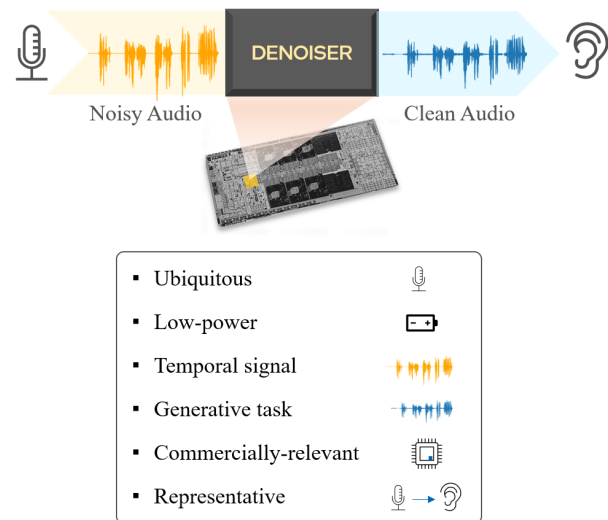 DENOISER
Noisy Audio
Clean Audio
▪ Ubiquitous
▪ Low-power
▪ Temporal signal
▪ Generative task
▪ Commercially-relevant
▪ Representative